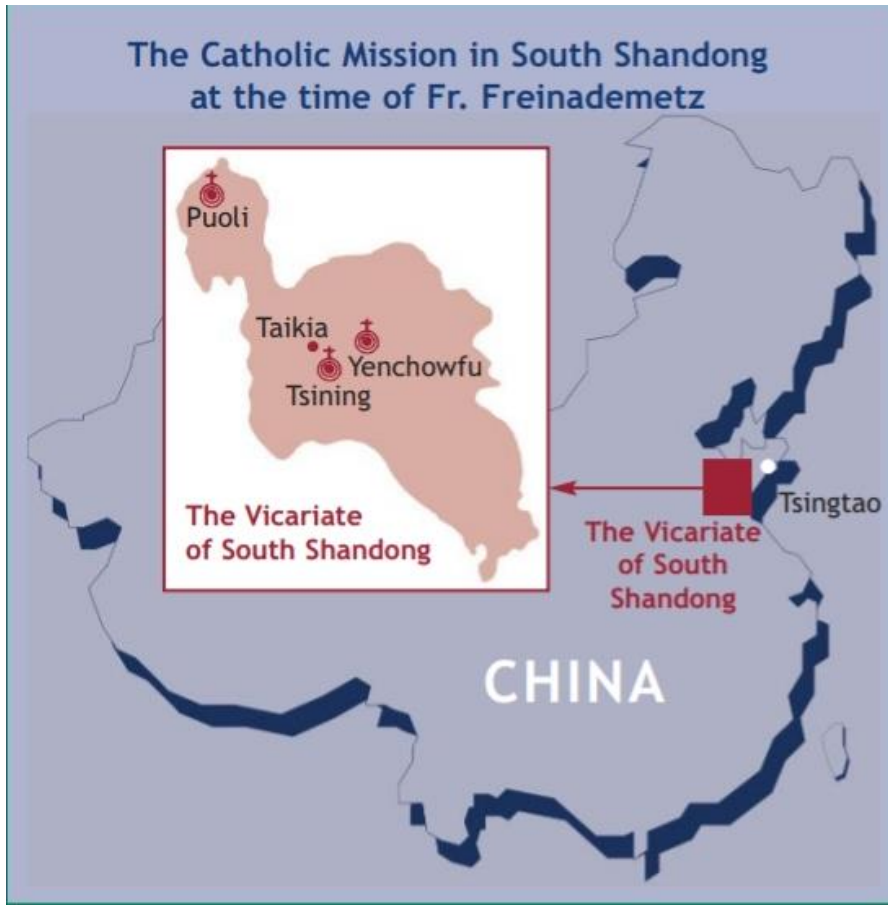 The Catholic Mission in South Shandong
at the time of Fr. Freinademetz
Puoli
Taikia
Yenchowfu
Tsining
The Vicariate
of South Shandong
Tsingtao
The Vicariate
of South
Shandong
CHINA